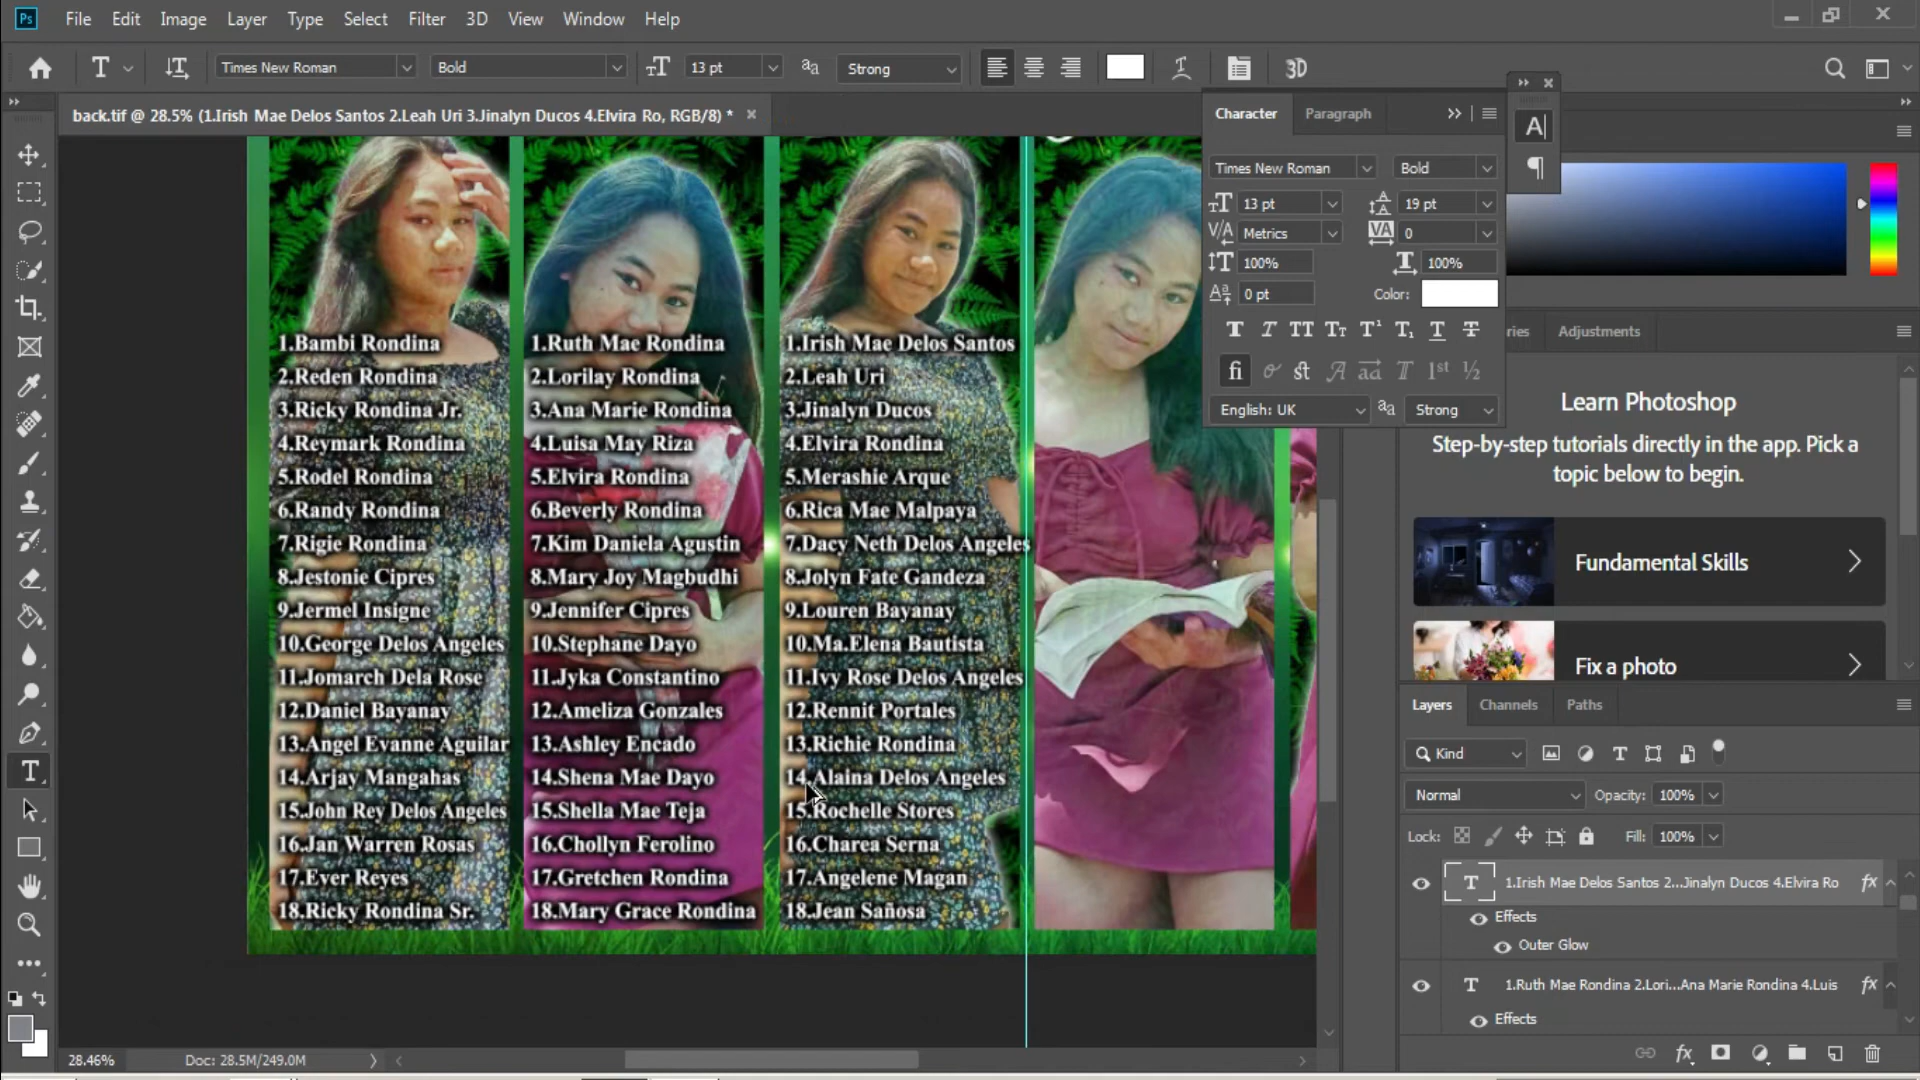 Ps File Edit Image Layer Type Select Filter 3D View Window Help
T Times New Roman Bold 13 pt aa Strong 3D
back.tif @ 28.5% (1.Irish Mae Delos Santos 2.Leah Uri 3.Jinalyn Ducos 4.Elvira Ro, RGB/8) *
Character Paragraph
Times New Roman Bold
13 pt 19 pt
Metrics 0
100% 100%
0 pt Color:
English: UK aa Strong
1.Bambi Rondina
2.Reden Rondina
3.Ricky Rondina Jr.
4.Reymark Rondina
5.Rodel Rondina
6.Randy Rondina
7.Rigie Rondina
8.Jestonie Cipres
9.Jermel Insigne
10.George Delos Angeles
11.Jomarch Dela Rose
12.Daniel Bayanay
13.Angel Evanne Aguilar
14.Arjay Mangahas
15.John Rey Delos Angeles
16.Jan Warren Rosas
17.Ever Reyes
18.Ricky Rondina Sr.
1.Ruth Mae Rondina
2.Lorilay Rondina
3.Ana Marie Rondina
4.Luisa May Riza
5.Elvira Rondina
6.Beverly Rondina
7.Kim Daniela Agustin
8.Mary Joy Magbudhi
9.Jennifer Cipres
10.Stephane Dayo
11.Jyka Constantino
12.Ameliza Gonzales
13.Ashley Encado
14.Shena Mae Dayo
15.Shella Mae Teja
16.Chollyn Ferolino
17.Gretchen Rondina
18.Mary Grace Rondina
1.Irish Mae Delos Santos
2.Leah Uri
3.Jinalyn Ducos
4.Elvira Rondina
5.Merashie Arque
6.Rica Mae Malpaya
7.Dacy Neth Delos Angeles
8.Jolyn Fate Gandeza
9.Louren Bayanay
10.Ma.Elena Bautista
11.Ivy Rose Delos Angeles
12.Rennit Portales
13.Richie Rondina
14.Alaina Delos Angeles
15.Rochelle Stores
16.Charea Serna
17.Angelene Magan
18.Jean Sañosa
ries Adjustments
Learn Photoshop
Step-by-step tutorials directly in the app. Pick a
topic below to begin.
Fundamental Skills
Fix a photo
Layers Channels Paths
Kind
Normal Opacity: 100%
Lock: Fill: 100%
T 1.Irish Mae Delos Santos 2...Jinalyn Ducos 4.Elvira Ro fx
Effects
Outer Glow
T 1.Ruth Mae Rondina 2.Lori...Ana Marie Rondina 4.Luis fx
Effects
28.46% Doc: 28.5M/249.0M